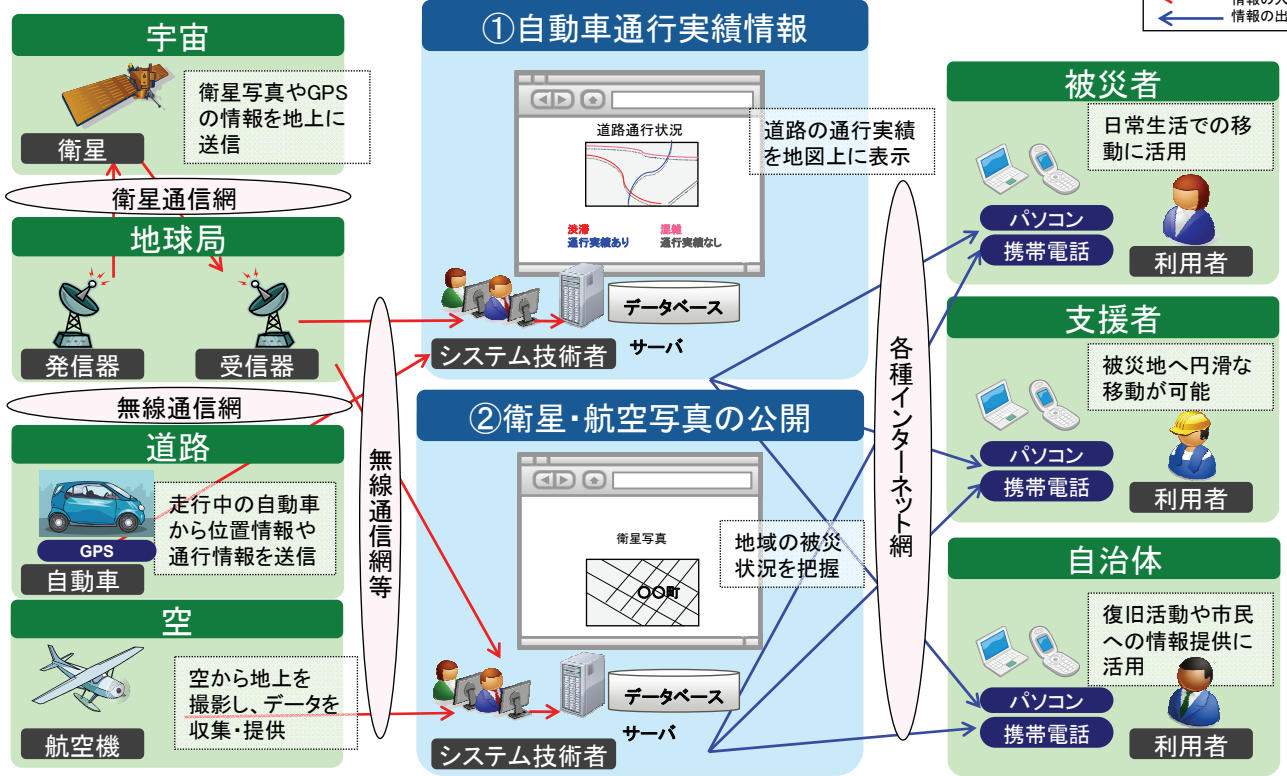 情報の出
宇宙
衛星写真やGPS
の情報を地上に
送信
衛星
衛星通信網
地球局
発信器
受信器
無線通信網
道路
走行中の自動車
から位置情報や
通行情報を送信
GPS
自動車
空
空から地上を
撮影し、データを
収集・提供
航空機
無線通信網等
①自動車通行実績情報
道路通行状況
渋滞
混雑
通行実績あり
通行実績なし
道路の通行実績
を地図上に表示
データベース
システム技術者
サーバ
②衛星・航空写真の公開
衛星写真
〇〇町
地域の被災
状況を把握
データベース
システム技術者
サーバ
各種インターネット網
被災者
日常生活での移
動に活用
パソコン
携帯電話
利用者
支援者
被災地へ円滑な
移動が可能
パソコン
携帯電話
利用者
自治体
復旧活動や市民
への情報提供に
活用
パソコン
携帯電話
利用者